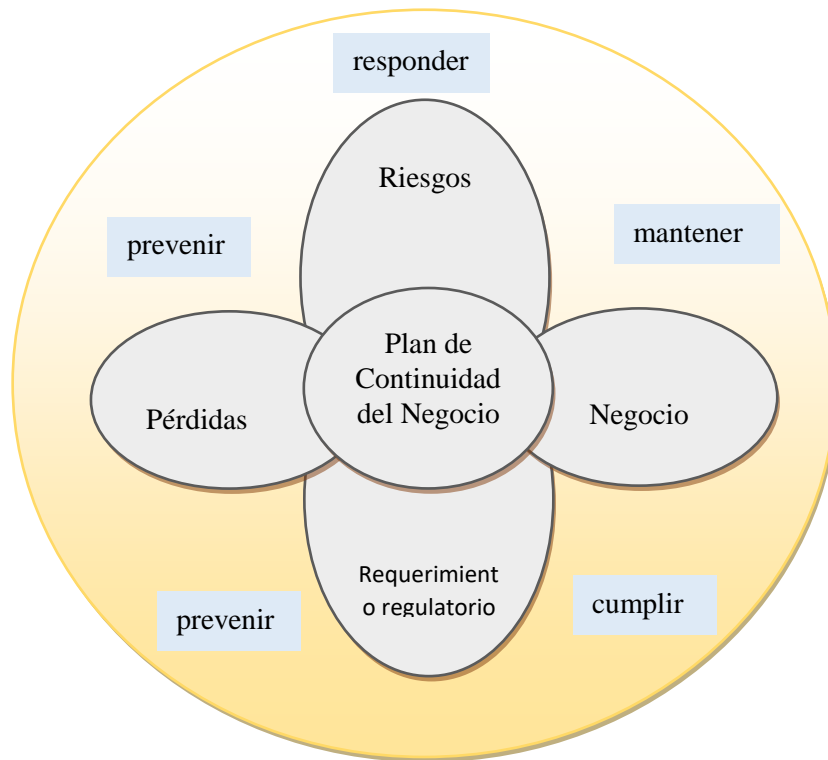 responder
Riesgos
prevenir
mantener
Plan de
Continuidad
del Negocio
Pérdidas
Negocio
Requerimient
o regulatorio
prevenir
cumplir